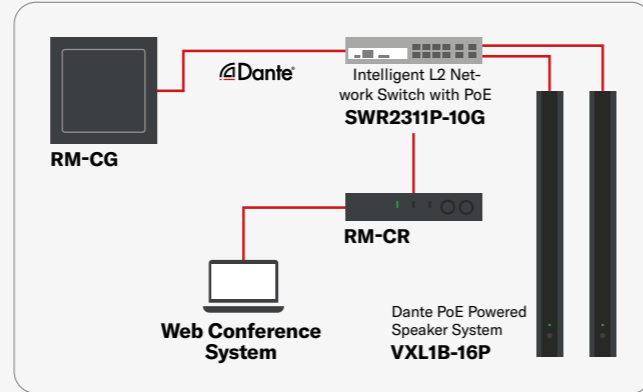 Dante®
Intelligent L2 Net-
work Switch with PoE
SWR2311P-10G
RM-CG
RM-CR
Web Conference
System
Dante PoE Powered
Speaker System
VXL1B-16P